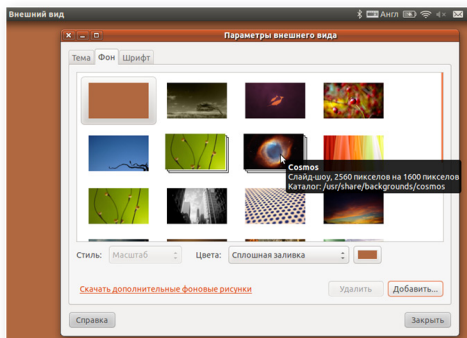 Внешний вид
Англ
Параметры внешнего вида
Тема Фон Шрифт
Cosmos
Слайд-шоу, 2560 пикселов на 1600 пикселов
Каталог: /usr/share/backgrounds/cosmos
Стиль: Масштаб Цвета: Сплошная заливка
Скачать дополнительные фоновые рисунки
Удалить Добавить...
Справка Закрыть